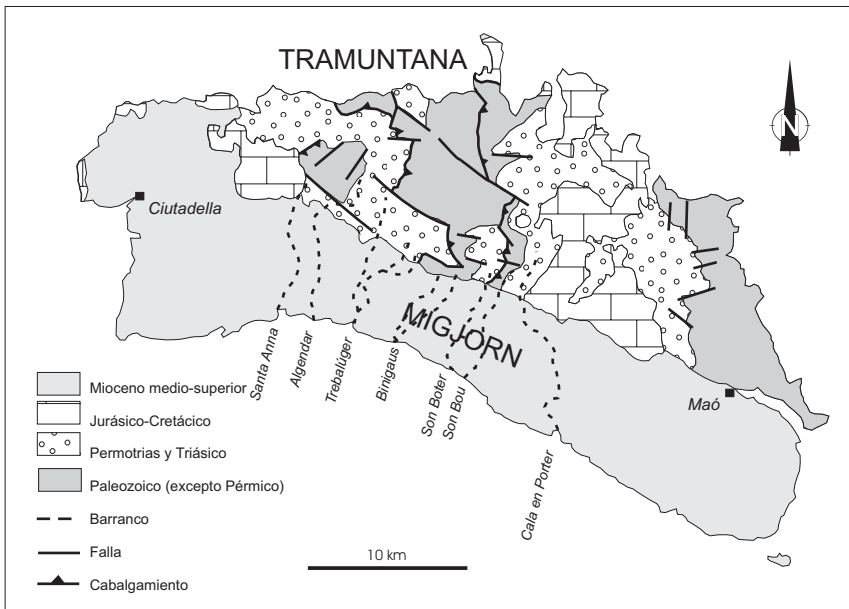 TRAMUNTANA
N
Ciutadella
MIGJORN
Santa Anna
Algendar
Trebalúger
Binigaus
Son Boter
Son Bou
Cala en Porter
Maó
Mioceno medio-superior
Jurásico-Cretácico
Permotrias y Triásico
Paleozoico (excepto Pérmico)
Barranco
Falla
Cabalgamiento
10 km